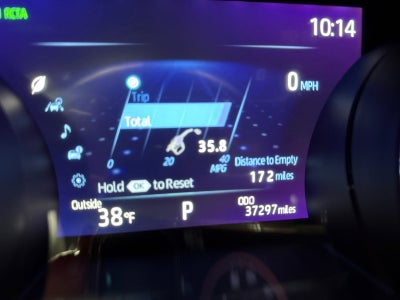 RCTA
10:14
0 MPH
Trip
Total
35.8
0 20 40
MPG
Distance to Empty
172 miles
Hold OK to Reset
Outside
38°F
P
ODO
37297 miles